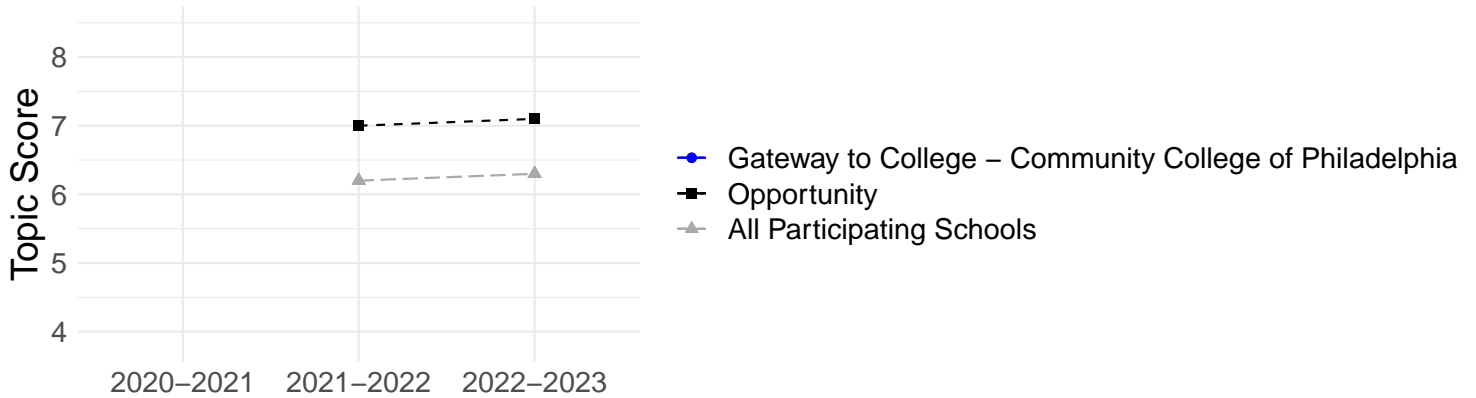 Topic Score
8
7
6
5
4
2020–2021 2021–2022 2022–2023
Gateway to College – Community College of Philadelphia
Opportunity
All Participating Schools